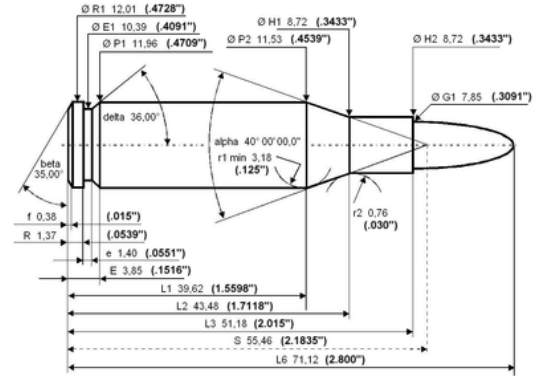 Ø R1 12,01 (.4728")
Ø E1 10,39 (.4091")
Ø P1 11,96 (.4709")
Ø H1 8,72 (.3433")
Ø P2 11,53 (.4539")
Ø H2 8,72 (.3433")
Ø G1 7,85 (.3091")
delta 36,00°
alpha 40°00'00,0"
r1 min 3,18
(.125")
beta
35,00°
r2 0,76
(.030")
f 0,38 (.015")
R 1,37 (.0539")
e 1,40 (.0551")
E 3,85 (.1516")
L1 39,62 (1.5598")
L2 43,48 (1.7118")
L3 51,18 (2.015")
S 55,46 (2.1835")
L6 71,12 (2.800")